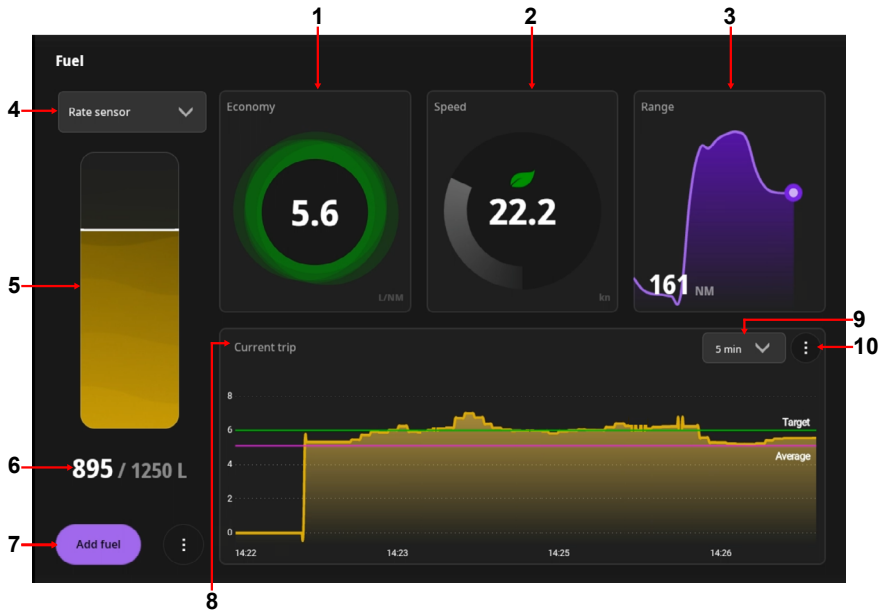 1 2 3
Fuel
4 Rate sensor
Economy
5.6
L/NM
Speed
22.2
kn
Range
161 NM
5
6 895 / 1250 L
7 Add fuel
8 Current trip
9 5 min
10
8
6
4
2
0
Target
Average
14:22 14:23 14:25 14:26